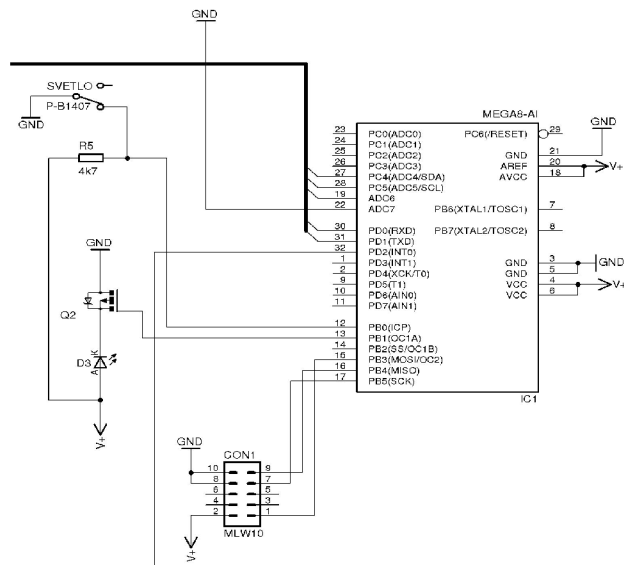 GND
SVETLO
P-B1407
GND
R5
4k7
GND
Q2
D3
A
K
V+
MEGA8-AI
23 PC0(ADC0)
24 PC1(ADC1)
25 PC2(ADC2)
26 PC3(ADC3)
27 PC4(ADC4/SDA)
28 PC5(ADC5/SCL)
19 ADC6
22 ADC7
30 PD0(RXD)
31 PD1(TXD)
32 PD2(INT0)
1 PD3(INT1)
2 PD4(XCK/T0)
9 PD5(T1)
10 PD6(AIN0)
11 PD7(AIN1)
12 PB0(ICP)
13 PB1(OC1A)
14 PB2(SS/OC1B)
15 PB3(MOSI/OC2)
16 PB4(MISO)
17 PB5(SCK)
PC6(/RESET) 29
GND 21
AREF 20
AVCC 18
PB6(XTAL1/TOSC1) 7
PB7(XTAL2/TOSC2) 8
GND 3
GND 5
VCC 4
VCC 6
GND
V+
GND
V+
IC1
GND
CON1
10 9
8 7
6 5
4 3
2 1
MLW10
V+